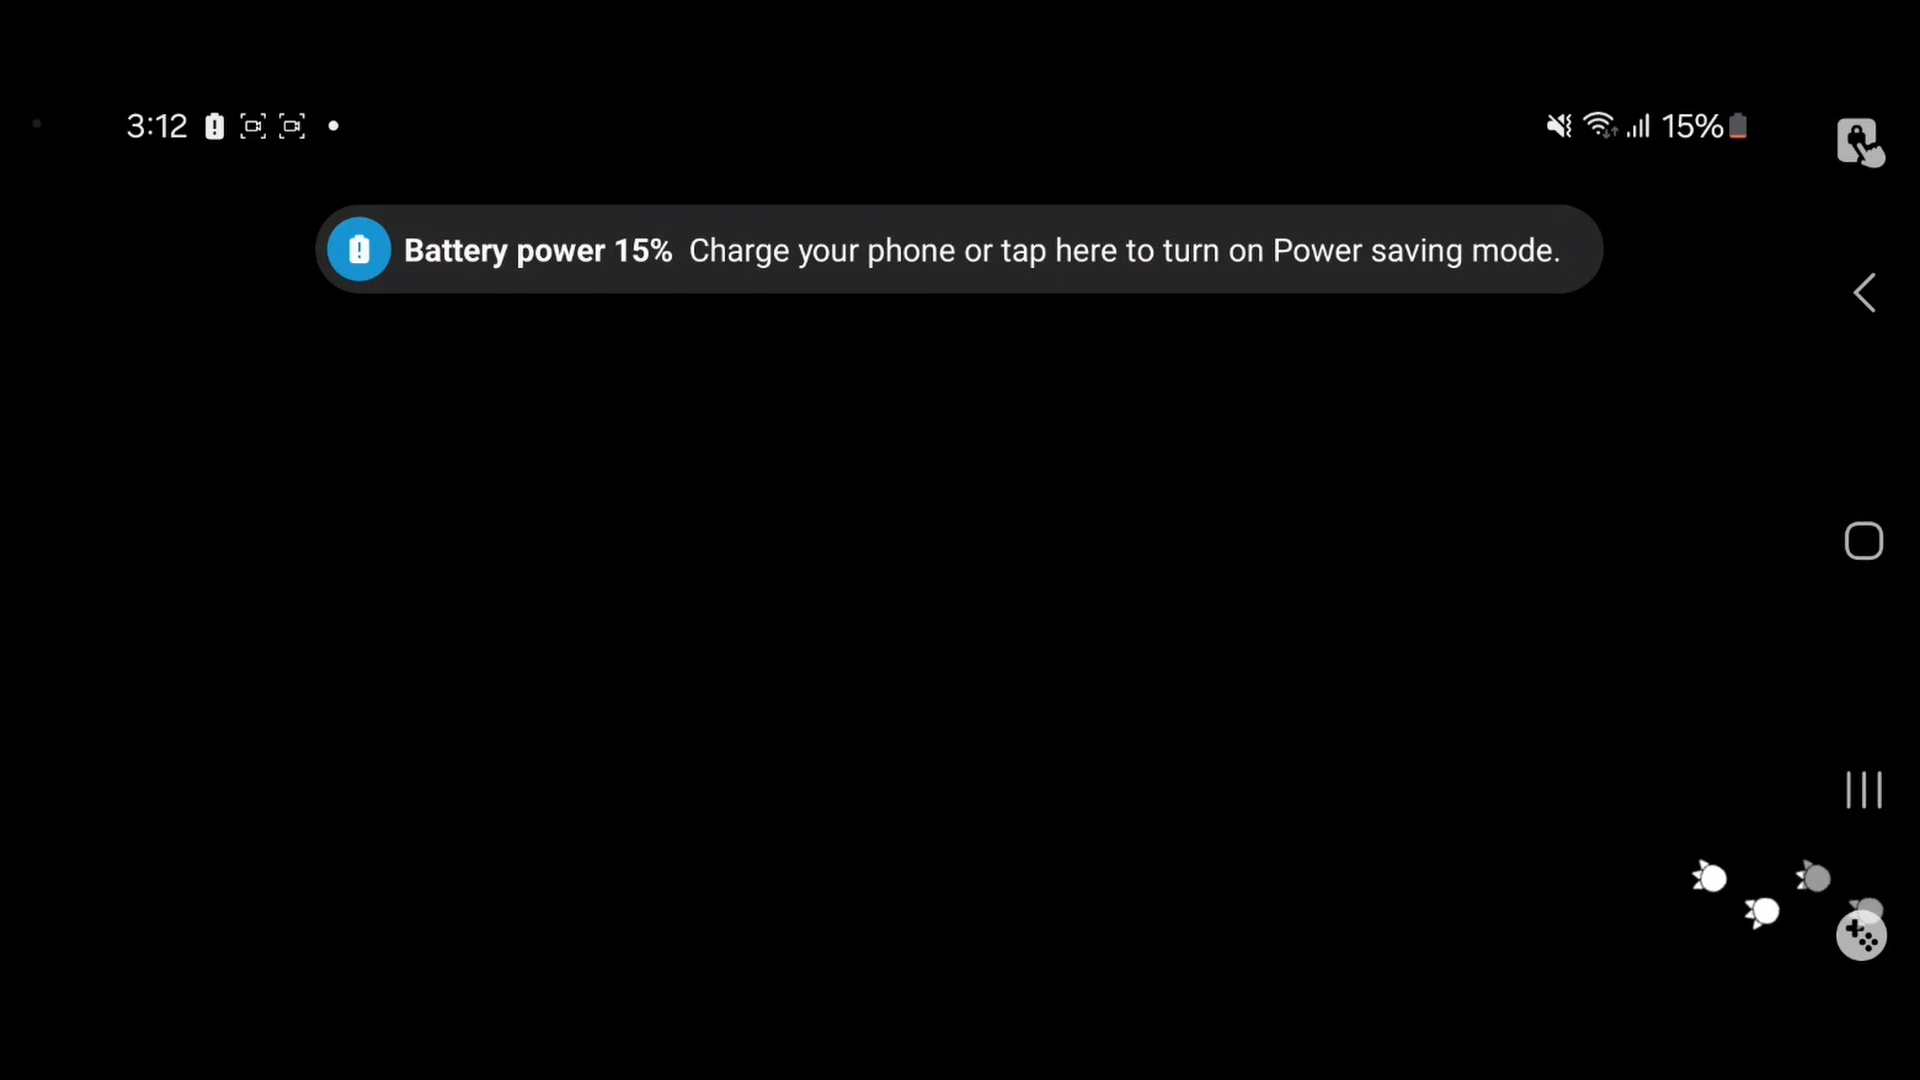 3:12
15%
Battery power 15% Charge your phone or tap here to turn on Power saving mode.